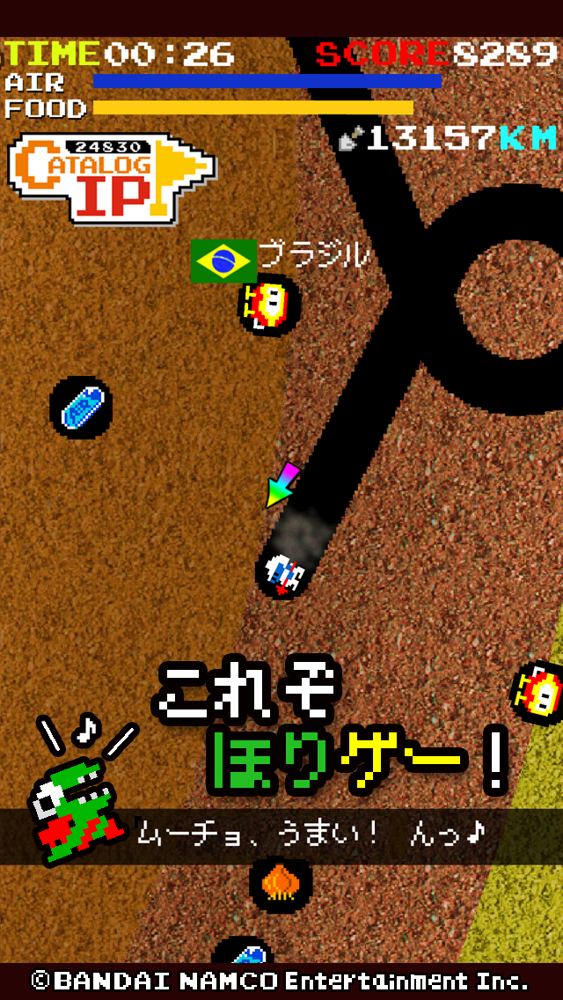 TIME00:26 SCORE8289
AIR
FOOD
13157KM
24830
CATALOG
IP
ブラジル
AIR
これぞ
ほりゲー!
ムーチョ、うまい! んっ♪
©BANDAI NAMCO Entertainment Inc.